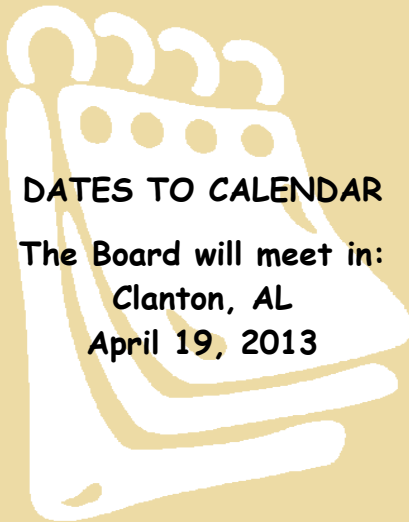 DATES TO CALENDAR
The Board will meet in:
Clanton, AL
April 19, 2013